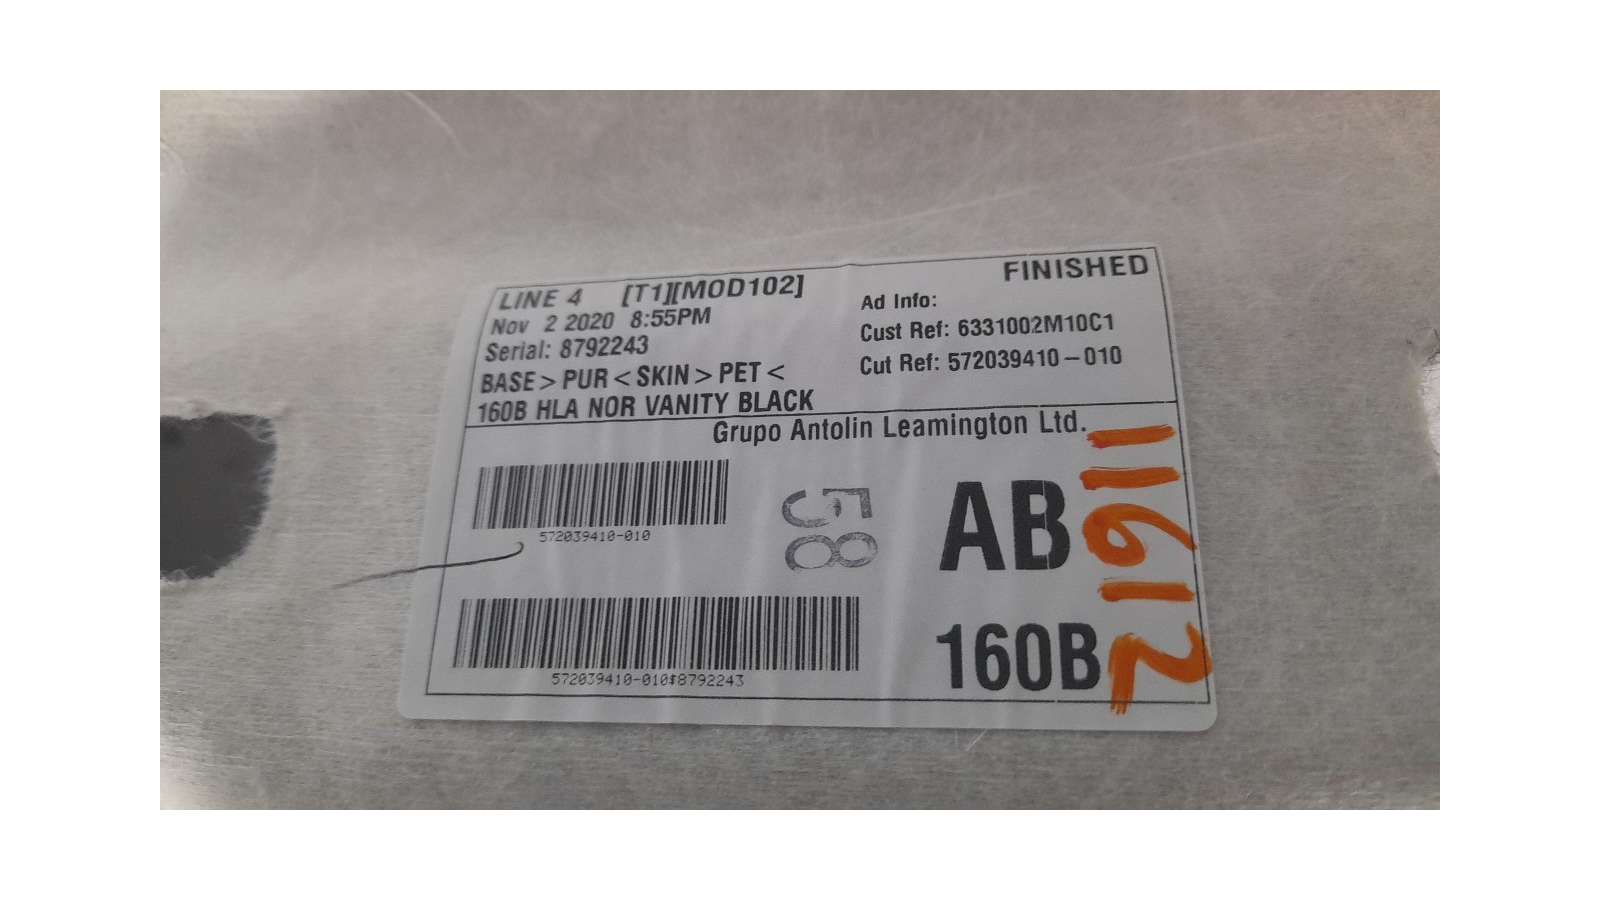 LINE 4 [T1][MOD102]
FINISHED
Nov 2 2020 8:55PM
Serial: 8792243
BASE>PUR<SKIN>PET<
160B HLA NOR VANITY BLACK
Ad Info:
Cust Ref: 6331002M10C1
Cut Ref: 572039410-010
Grupo Antolin Leamington Ltd.
572039410-010
58
AB
160B
572039410-010$8792243
11612